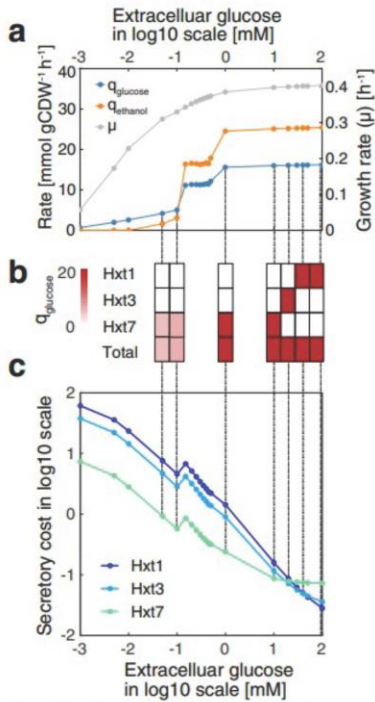 Extracelluar glucose
in log10 scale [mM]
a
-3 -2 -1 0 1 2
40
30
20
10
0
Rate [mmol gCDW⁻¹ h⁻¹]
q glucose
q ethanol
μ
0.4
0.3
0.2
0.1
0
Growth rate (μ) [h⁻¹]
b
20
0
q glucose
Hxt1
Hxt3
Hxt7
Total
c
2
1
0
-1
-2
Secretory cost in log10 scale
Hxt1
Hxt3
Hxt7
-3 -2 -1 0 1 2
Extracelluar glucose
in log10 scale [mM]